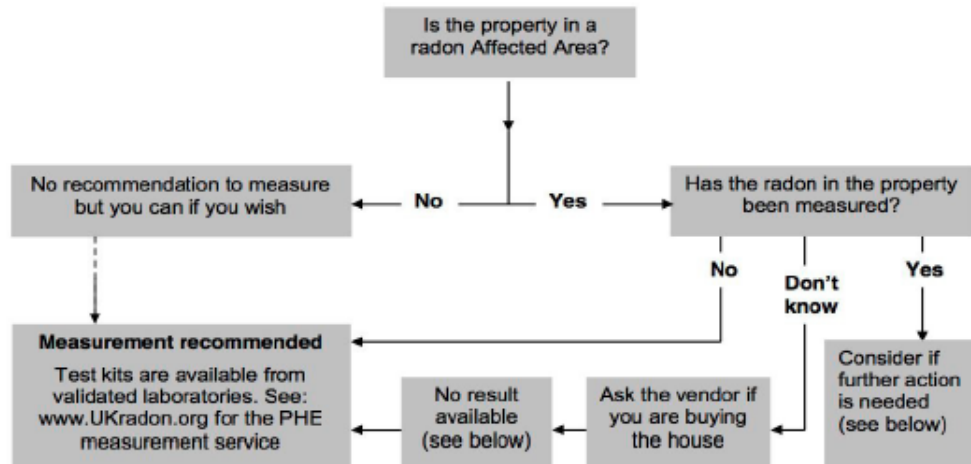 Is the property in a
radon Affected Area?
No recommendation to measure
but you can if you wish
No
Yes
Has the radon in the property
been measured?
No
Don't
know
Yes
Measurement recommended
Test kits are available from
validated laboratories. See:
www.UKradon.org for the PHE
measurement service
No result
available
(see below)
Ask the vendor if
you are buying
the house
Consider if
further action
is needed
(see below)